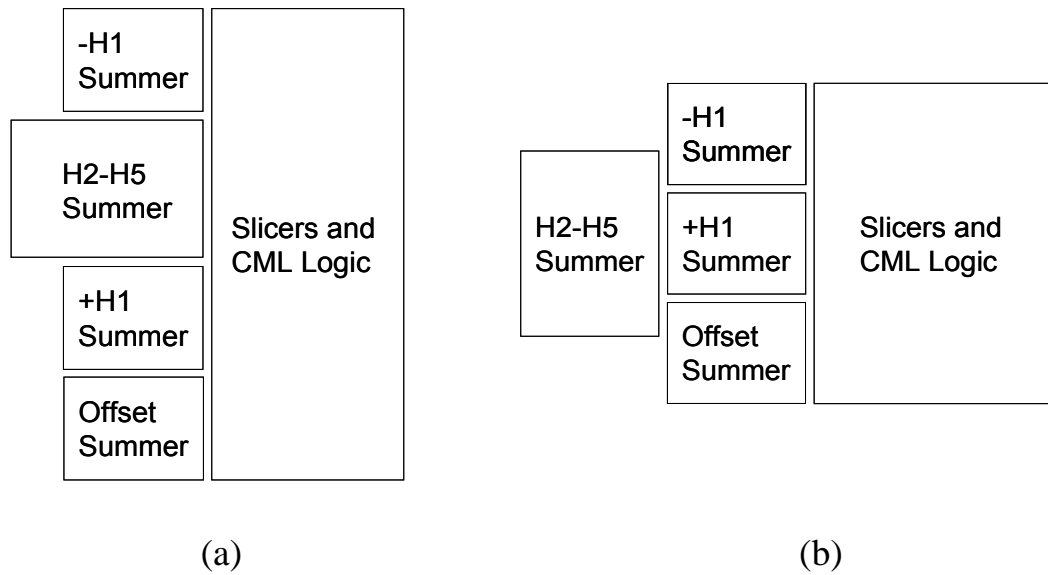 -H1
Summer
H2-H5
Summer
+H1
Summer
Offset
Summer
Slicers and
CML Logic
(a)
H2-H5
Summer
-H1
Summer
+H1
Summer
Offset
Summer
Slicers and
CML Logic
(b)